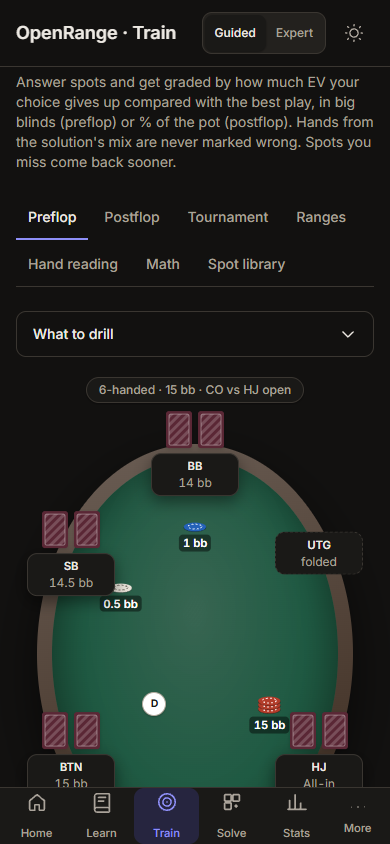 OpenRange · Train
Guided
Expert
Answer spots and get graded by how much EV your
choice gives up compared with the best play, in big
blinds (preflop) or % of the pot (postflop). Hands from
the solution's mix are never marked wrong. Spots you
miss come back sooner.
Preflop
Postflop
Tournament
Ranges
Hand reading
Math
Spot library
What to drill
6-handed · 15 bb · CO vs HJ open
BB
14 bb
1 bb
UTG
folded
SB
14.5 bb
0.5 bb
D
15 bb
BTN
15 bb
HJ
All-in
Home
Learn
Train
Solve
Stats
More